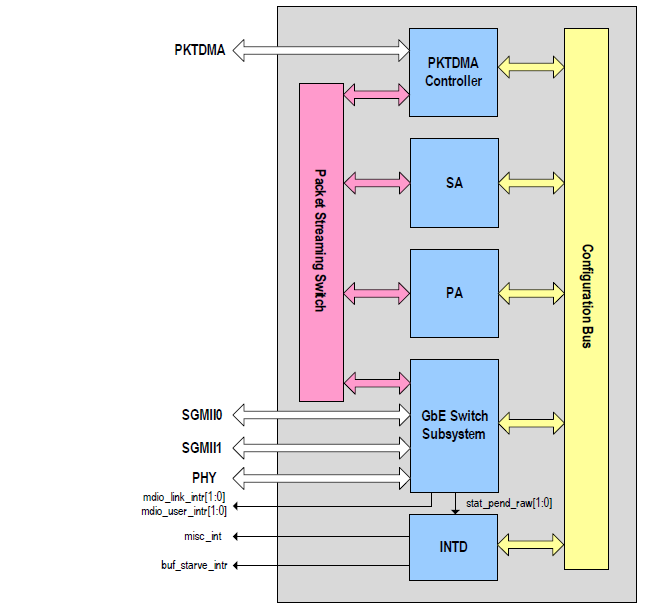 PKTDMA
PKTDMA
Controller
Packet Streaming Switch
SA
PA
Configuration Bus
GbE Switch
Subsystem
SGMII0
SGMII1
PHY
mdio_link_intr[1:0]
mdio_user_intr[1:0]
stat_pend_raw[1:0]
misc_int
INTD
buf_starve_intr